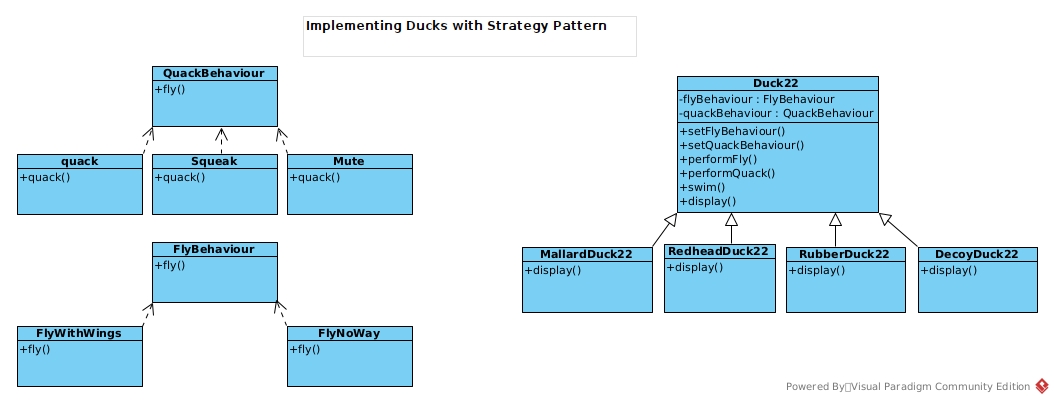 Implementing Ducks with Strategy Pattern
QuackBehaviour
+fly()
quack
+quack()
Squeak
+quack()
Mute
+quack()
FlyBehaviour
+fly()
FlyWithWings
+fly()
FlyNoWay
+fly()
Duck22
-flyBehaviour : FlyBehaviour
-quackBehaviour : QuackBehaviour
+setFlyBehaviour()
+setQuackBehaviour()
+performFly()
+performQuack()
+swim()
+display()
MallardDuck22
+display()
RedheadDuck22
+display()
RubberDuck22
+display()
DecoyDuck22
+display()
Powered By Visual Paradigm Community Edition